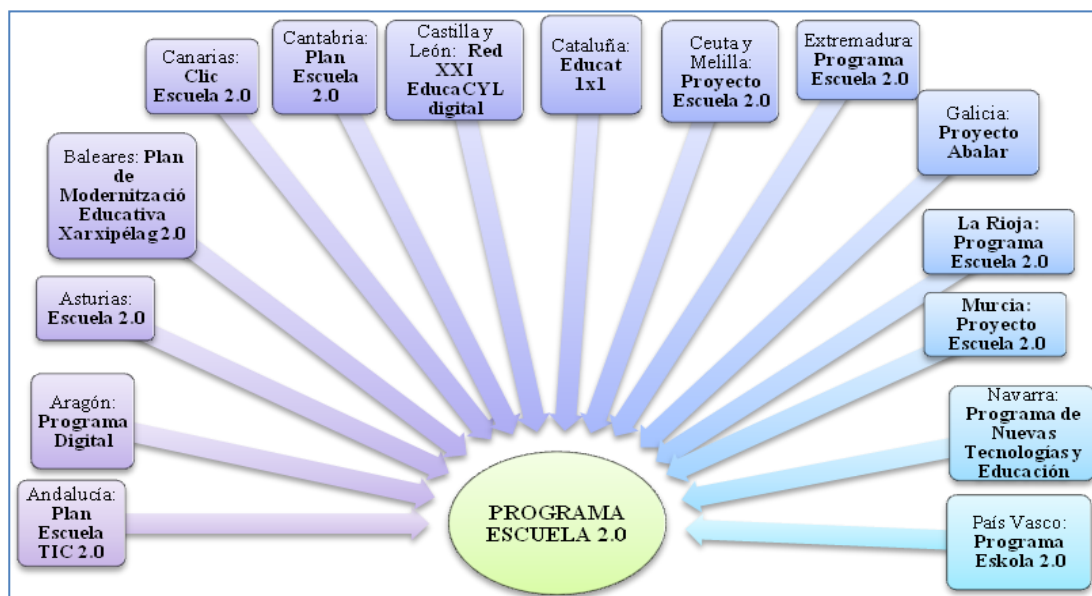 Andalucía:
Plan
Escuela
TIC 2.0
Aragón:
Programa
Digital
Asturias:
Escuela 2.0
Baleares: Plan
de
Modernització
Educativa
Xarxipélag 2.0
Canarias:
Clic
Escuela 2.0
Cantabria:
Plan
Escuela
2.0
Castilla y
León: Red
XXI
EducaCYL
digital
Cataluña:
Educat
1x1
Ceuta y
Melilla:
Proyecto
Escuela 2.0
Extremadura:
Programa
Escuela 2.0
Galicia:
Proyecto
Abalar
La Rioja:
Programa
Escuela 2.0
Murcia:
Proyecto
Escuela 2.0
Navarra:
Programa de
Nuevas
Tecnologías y
Educación
País Vasco:
Programa
Eskola 2.0
PROGRAMA
ESCUELA 2.0